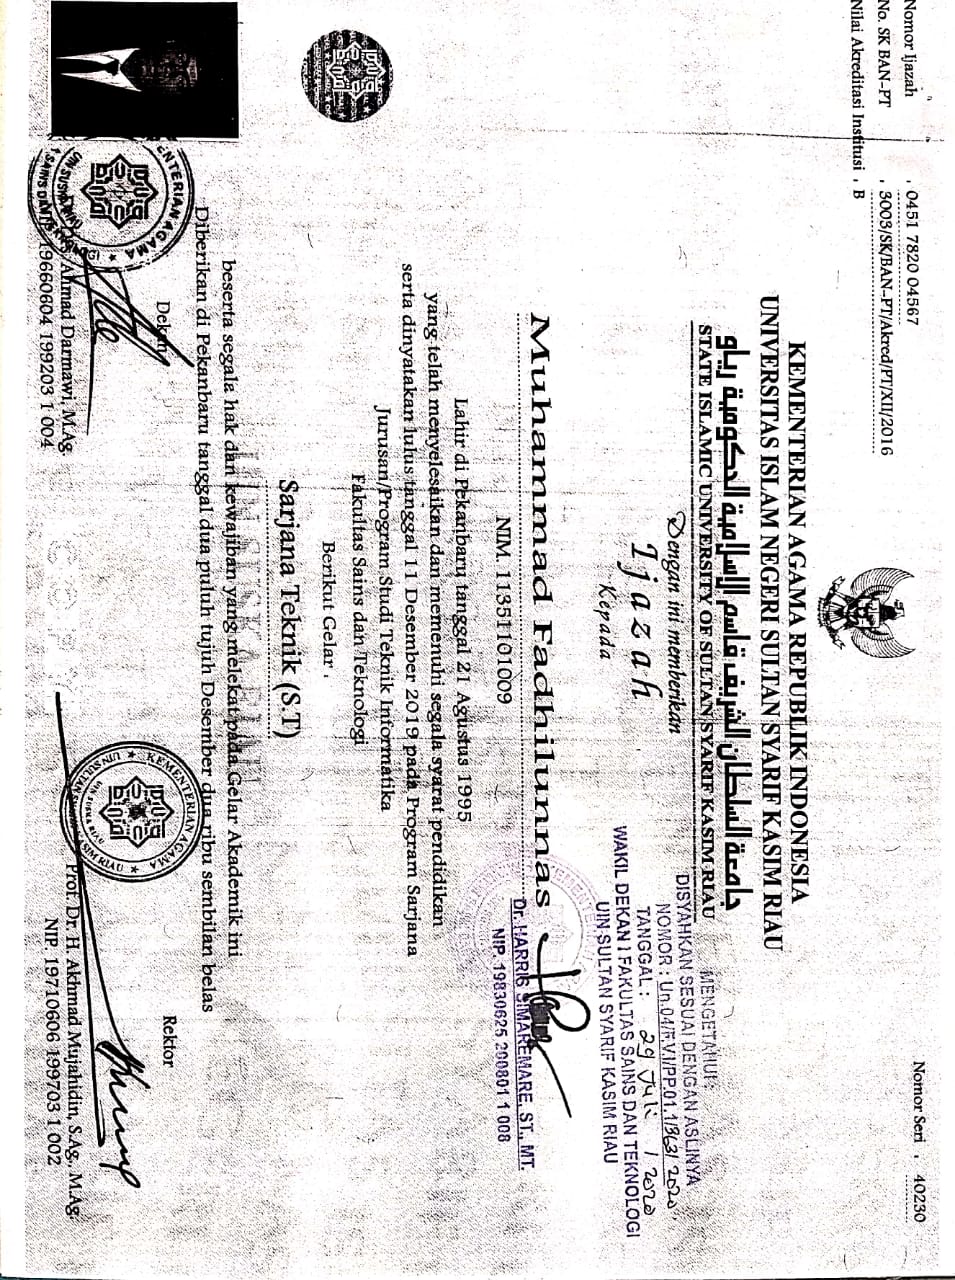 Nomor Ijazah : 0451 7820 04567
No. SK BAN-PT : 3003/SK/BAN-PT/Akred/PT/XII/2016
Nilai Akreditasi Institusi : B
Nomor Seri : 40230
KEMENTERIAN AGAMA REPUBLIK INDONESIA
UNIVERSITAS ISLAM NEGERI SULTAN SYARIF KASIM RIAU
جامعة السلطان الشريف قاسم الإسلامية الحكومية رياو
STATE ISLAMIC UNIVERSITY OF SULTAN SYARIF KASIM RIAU
Dengan ini memberikan
Ijazah
Kepada
MENGETAHUI:
DISYAHKAN SESUAI DENGAN ASLINYA
NOMOR : Un.04/F.VI/PP.01.1/3631/2020
TANGGAL : 29 Juli / 2020
WAKIL DEKAN I FAKULTAS SAINS DAN TEKNOLOGI
UIN SULTAN SYARIF KASIM RIAU
Dr. HARRIS SIMAREMARE, ST., MT.
NIP. 19830625 200801 1 008
Muhammad Fadhilunnas
NIM. 11351101009
Lahir di Pekanbaru tanggal 21 Agustus 1995
yang telah menyelesaikan dan memenuhi segala syarat pendidikan
serta dinyatakan lulus tanggal 11 Desember 2019 pada Program Sarjana
Jurusan/Program Studi Teknik Informatika
Fakultas Sains dan Teknologi
Berikut Gelar :
Sarjana Teknik (S.T)
beserta segala hak dan kewajiban yang melekat pada Gelar Akademik ini
Diberikan di Pekanbaru tanggal dua puluh tujuh Desember dua ribu sembilan belas
Dekan
Ahmad Darmawi, M.Ag.
19660604 199203 1 004
KEMENTERIAN AGAMA
Rektor
Prof. Dr. H. Akhmad Mujahidin, S.Ag., M.Ag.
NIP. 19710606 199703 1 002